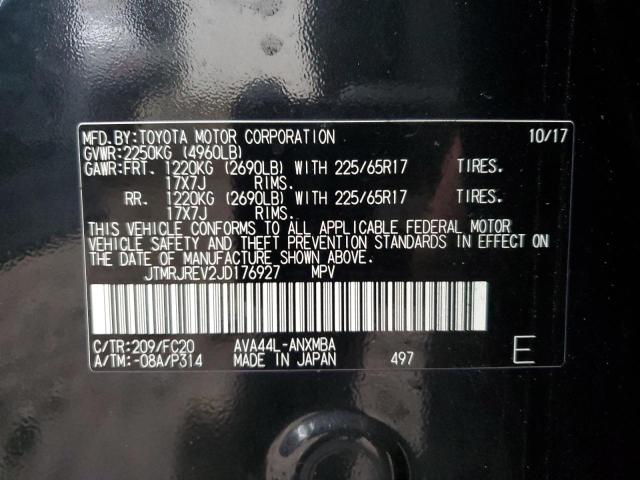 MFD.BY:TOYOTA MOTOR CORPORATION 10/17
GVWR:2250KG (4960LB)
GAWR:FRT. 1220KG (2690LB) WITH 225/65R17 TIRES.
17X7J RIMS.
RR. 1220KG (2690LB) WITH 225/65R17 TIRES.
17X7J RIMS.
THIS VEHICLE CONFORMS TO ALL APPLICABLE FEDERAL MOTOR
VEHICLE SAFETY AND THEFT PREVENTION STANDARDS IN EFFECT ON
THE DATE OF MANUFACTURE SHOWN ABOVE.
JTMRJREV2JD176927 MPV
C/TR:209/FC20 AVA44L-ANXMBA
A/TM:-08A/P314 MADE IN JAPAN 497 E